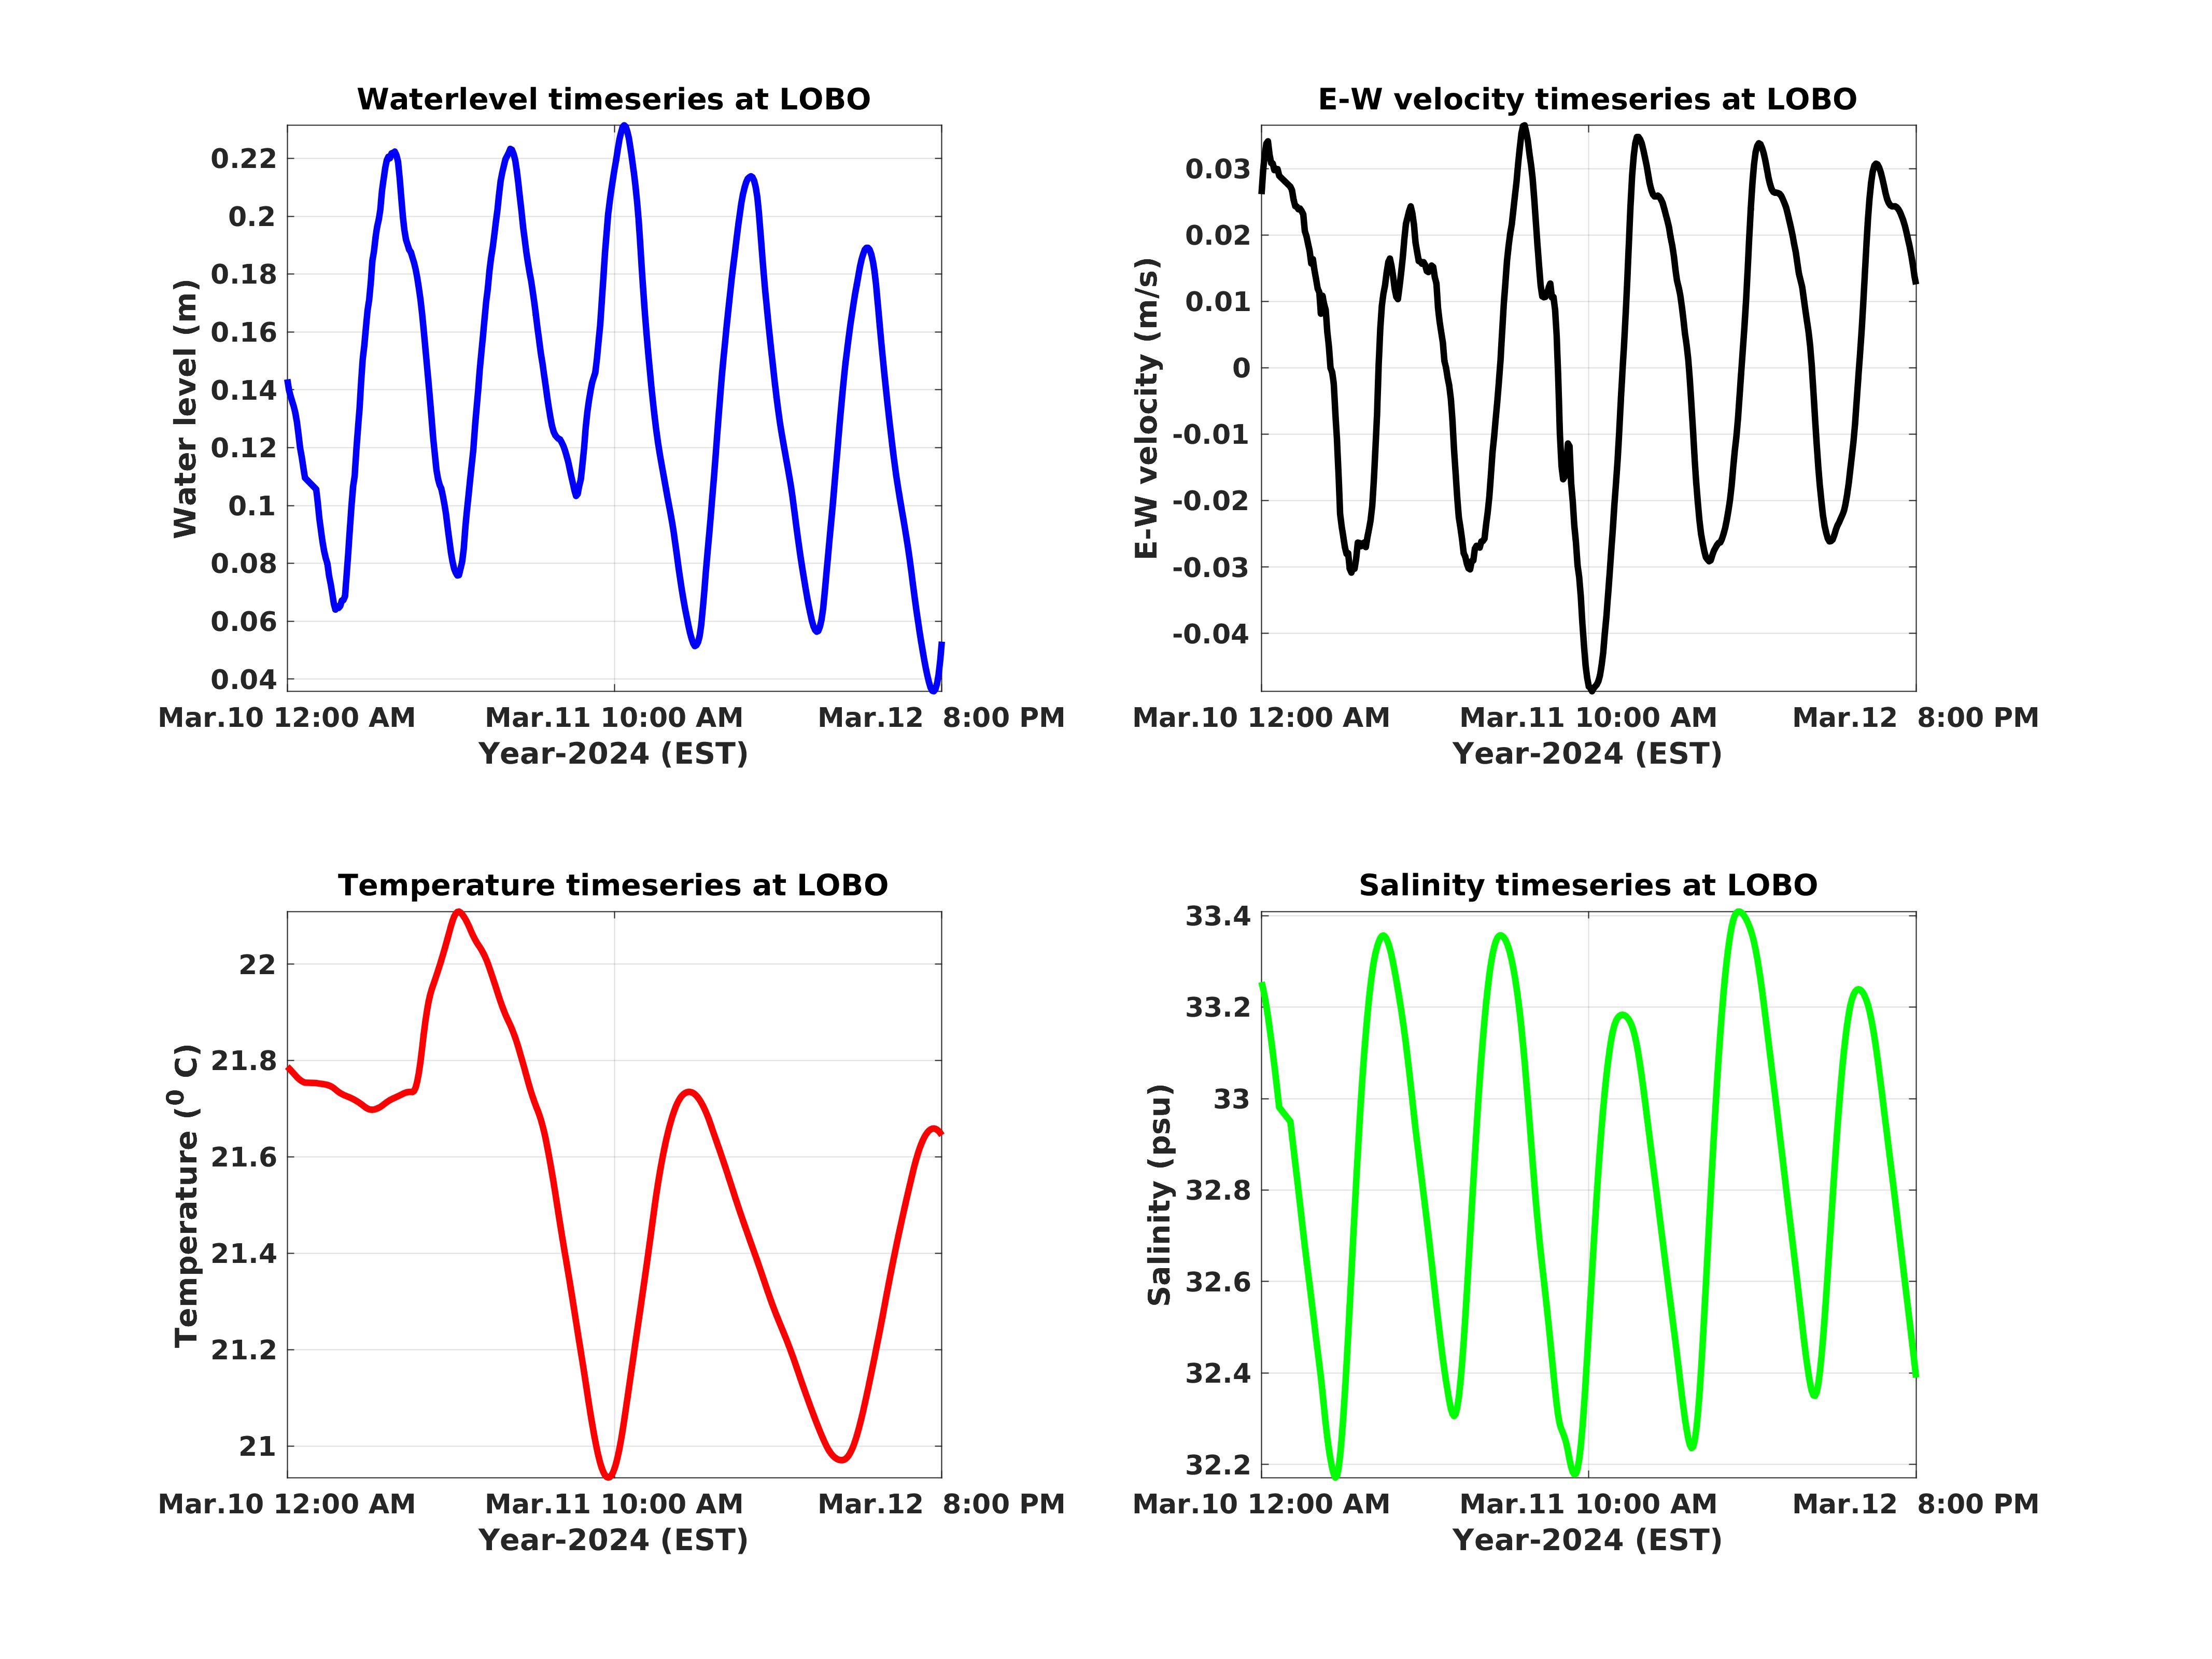 Waterlevel timeseries at LOBO
Water level (m)
0.22
0.2
0.18
0.16
0.14
0.12
0.1
0.08
0.06
0.04
Mar.10 12:00 AM Mar.11 10:00 AM Mar.12 8:00 PM
Year-2024 (EST)
E-W velocity timeseries at LOBO
E-W velocity (m/s)
0.03
0.02
0.01
0
-0.01
-0.02
-0.03
-0.04
Mar.10 12:00 AM Mar.11 10:00 AM Mar.12 8:00 PM
Year-2024 (EST)
Temperature timeseries at LOBO
Temperature (⁰ C)
22
21.8
21.6
21.4
21.2
21
Mar.10 12:00 AM Mar.11 10:00 AM Mar.12 8:00 PM
Year-2024 (EST)
Salinity timeseries at LOBO
Salinity (psu)
33.4
33.2
33
32.8
32.6
32.4
32.2
Mar.10 12:00 AM Mar.11 10:00 AM Mar.12 8:00 PM
Year-2024 (EST)